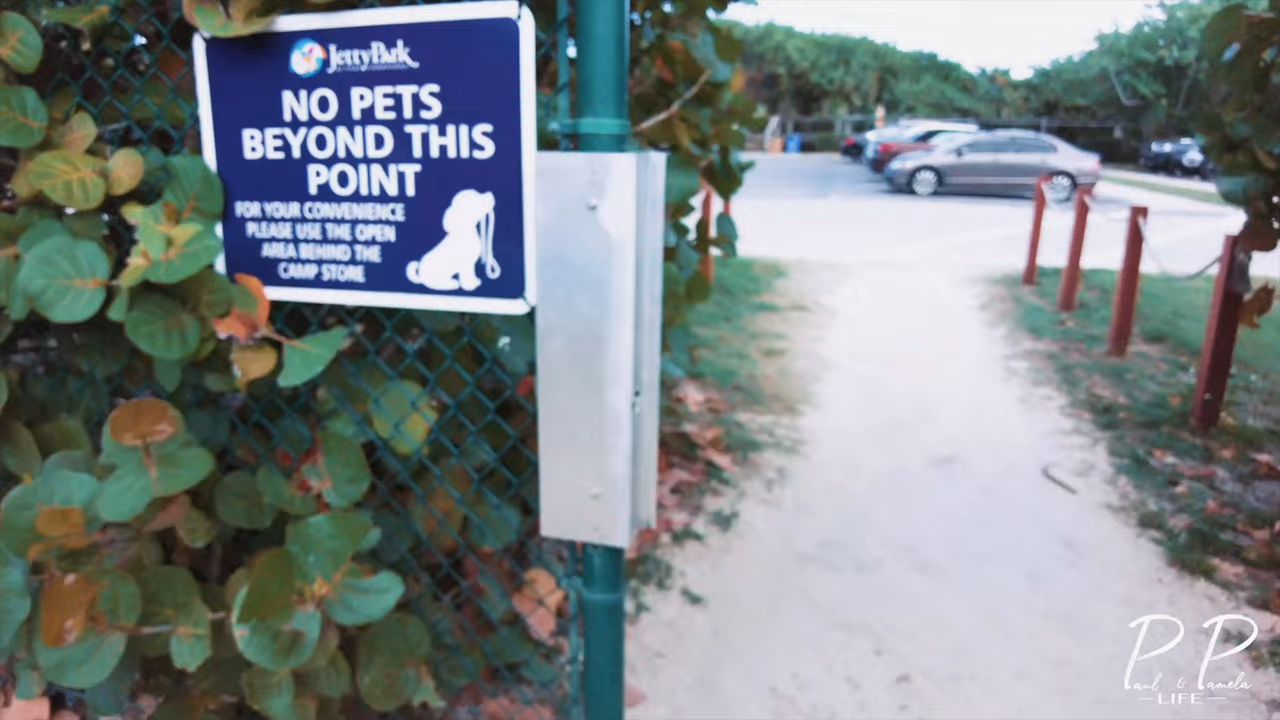 JettyPark
NO PETS
BEYOND THIS
POINT
FOR YOUR CONVENIENCE
PLEASE USE THE OPEN
AREA BEHIND THE
CAMP STORE
Paul & Pamela
LIFE